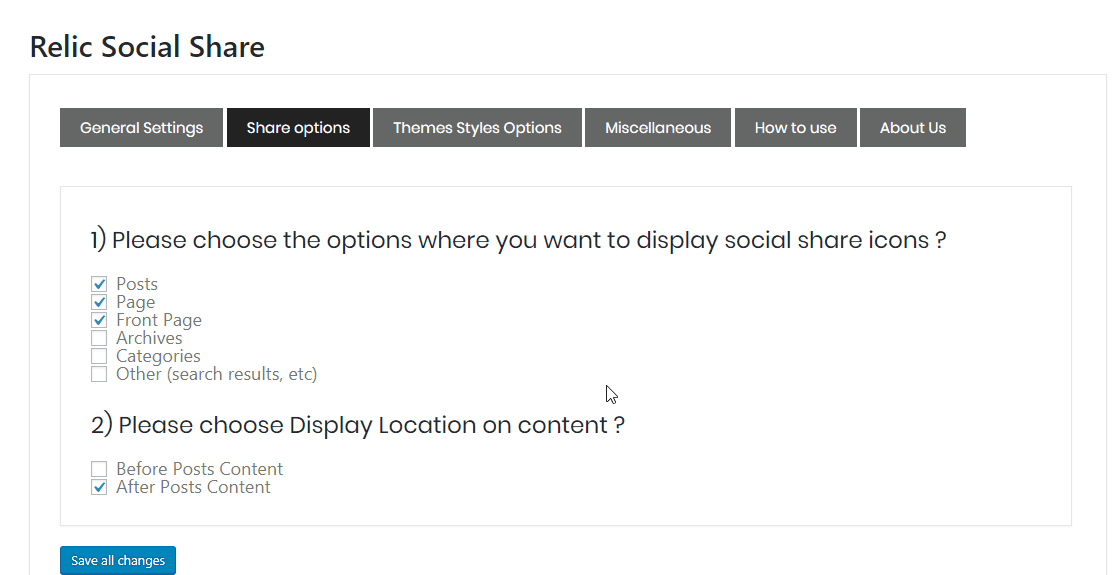 Relic Social Share
General Settings Share options Themes Styles Options Miscellaneous How to use About Us
1) Please choose the options where you want to display social share icons ?
Posts
Page
Front Page
Archives
Categories
Other (search results, etc)
2) Please choose Display Location on content ?
Before Posts Content
After Posts Content
Save all changes